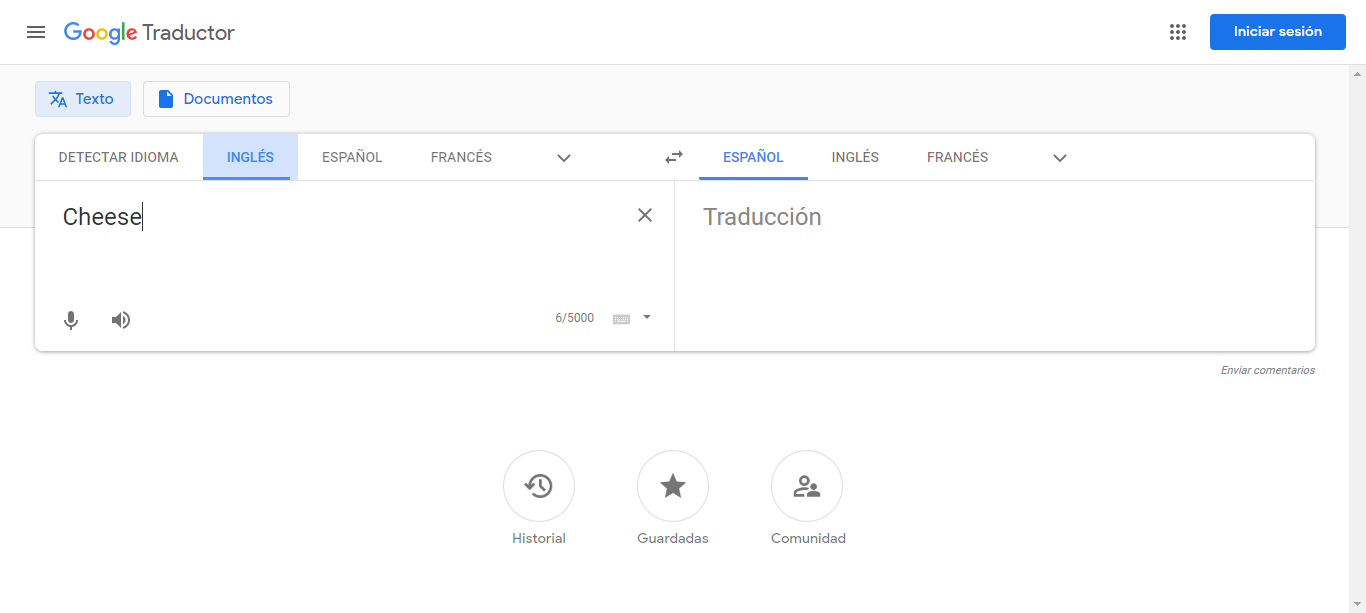 Google Traductor
Iniciar sesión
Texto
Documentos
DETECTAR IDIOMA INGLÉS ESPAÑOL FRANCÉS ESPAÑOL INGLÉS FRANCÉS
Cheese
Traducción
6/5000
Enviar comentarios
Historial Guardadas Comunidad